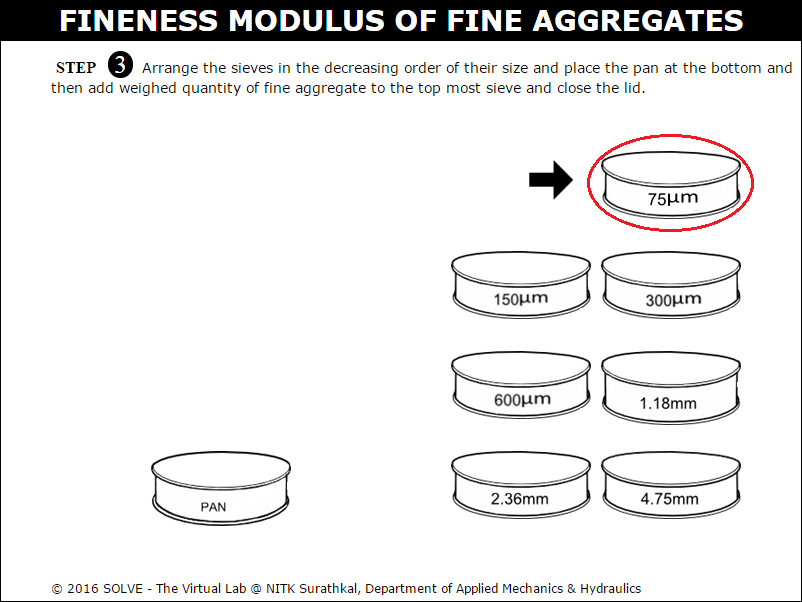 FINENESS MODULUS OF FINE AGGREGATES
STEP 3 Arrange the sieves in the decreasing order of their size and place the pan at the bottom and
then add weighed quantity of fine aggregate to the top most sieve and close the lid.
75µm
150µm 300µm
600µm 1.18mm
PAN 2.36mm 4.75mm
© 2016 SOLVE - The Virtual Lab @ NITK Surathkal, Department of Applied Mechanics & Hydraulics